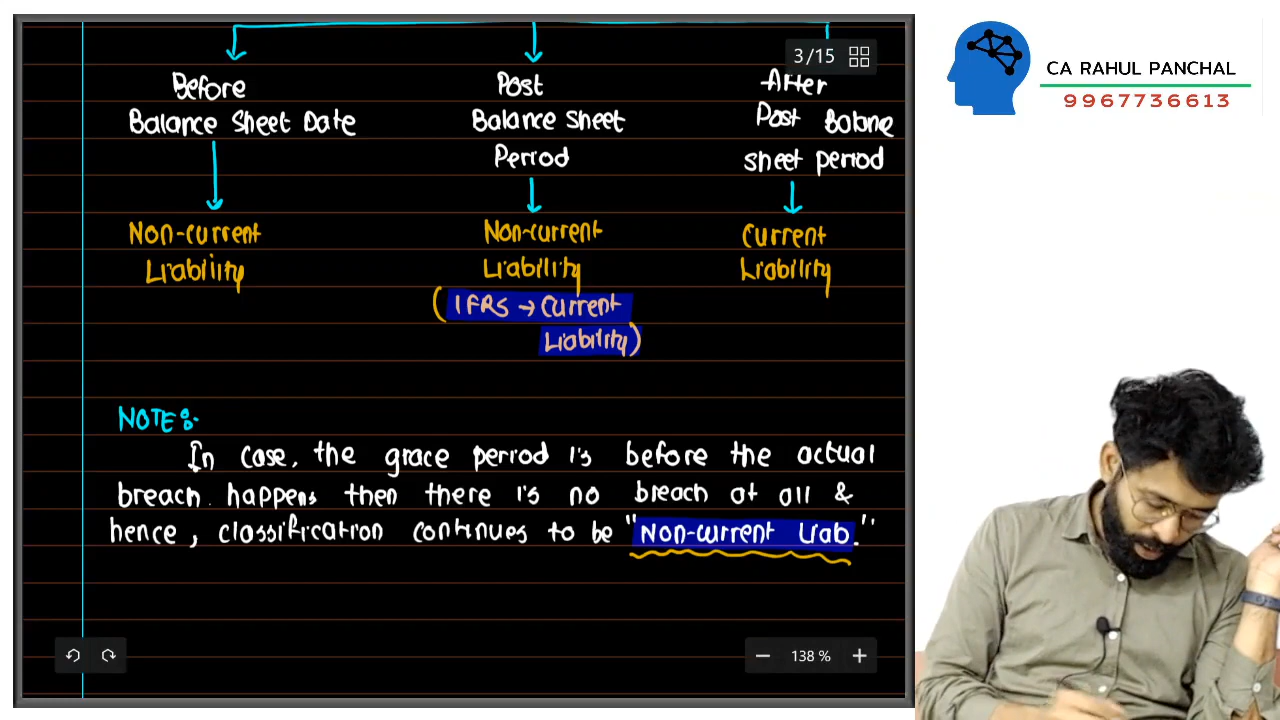 3/15
Before
Balance Sheet Date
Non-current
Liability
Post
Balance Sheet
Period
Non-current
Liability
(IFRS → Current
Liability)
After
Post Balane
sheet period
Current
Liability
NOTE:-
In case, the grace period is before the actual
breach happens then there is no breach at all &
hence, classification continues to be "Non-current Liab."
138 %
CA RAHUL PANCHAL
9967736613